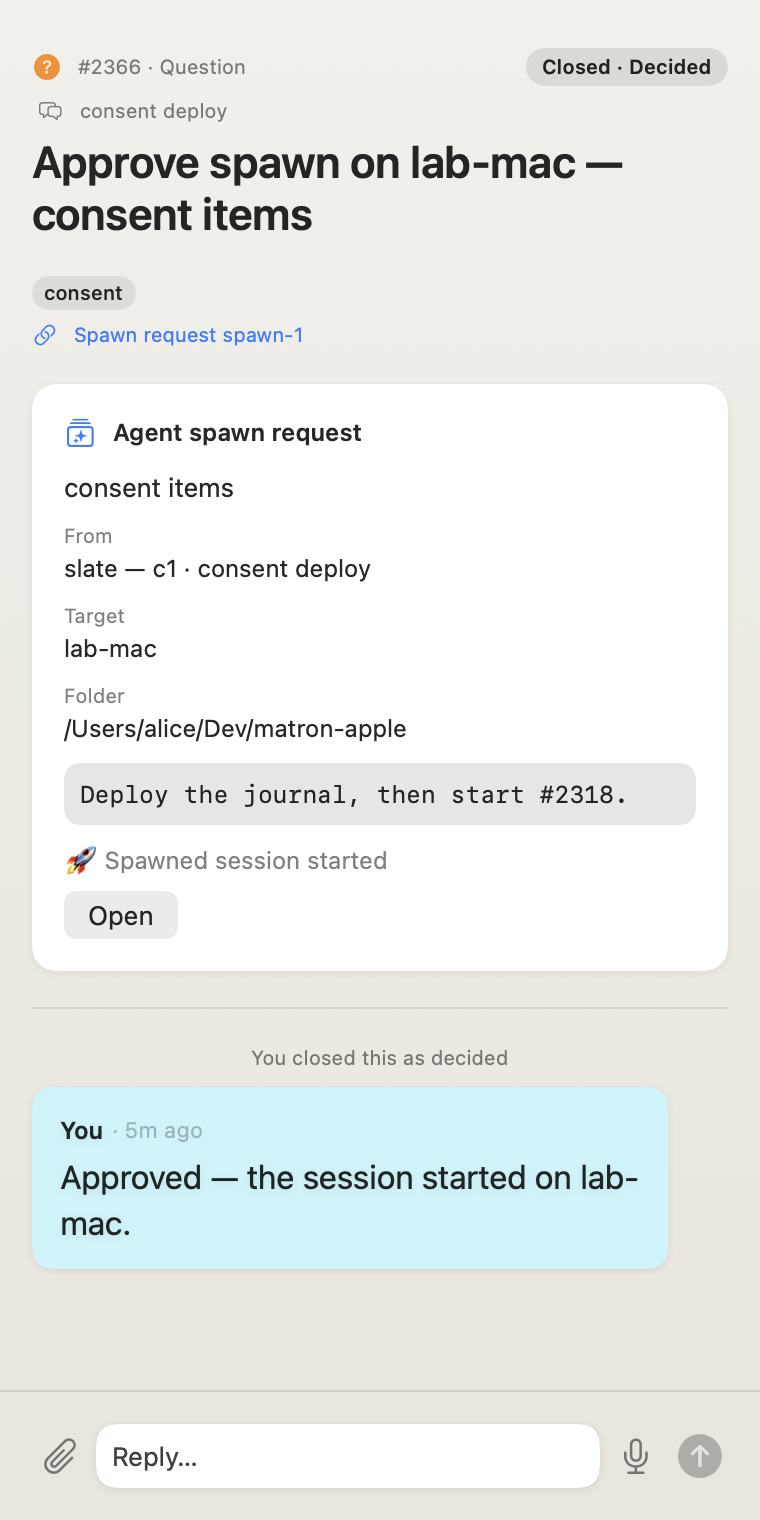 ? #2366 · Question
Closed · Decided
consent deploy
Approve spawn on lab-mac —
consent items
consent
Spawn request spawn-1
Agent spawn request
consent items
From
slate — c1 · consent deploy
Target
lab-mac
Folder
/Users/alice/Dev/matron-apple
Deploy the journal, then start #2318.
🚀 Spawned session started
Open
You closed this as decided
You · 5m ago
Approved — the session started on lab-
mac.
Reply...